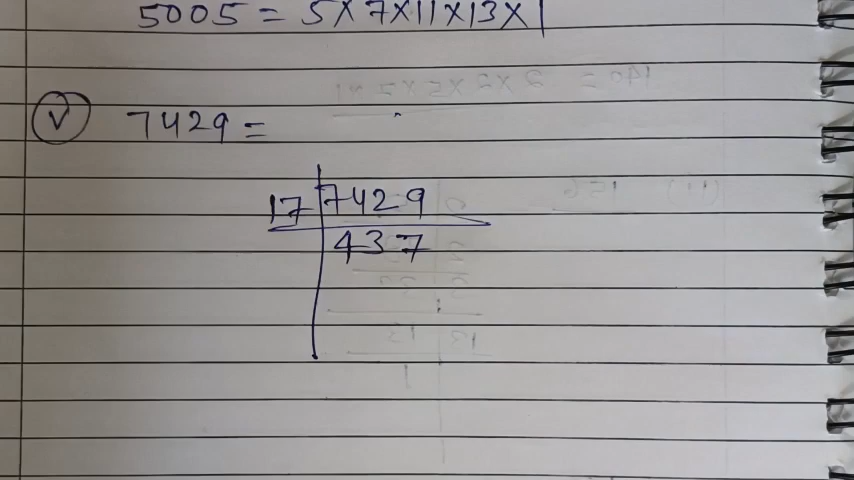 5005 = 5×7×11×13×1
(V) 7429 =
17 | 7429
437